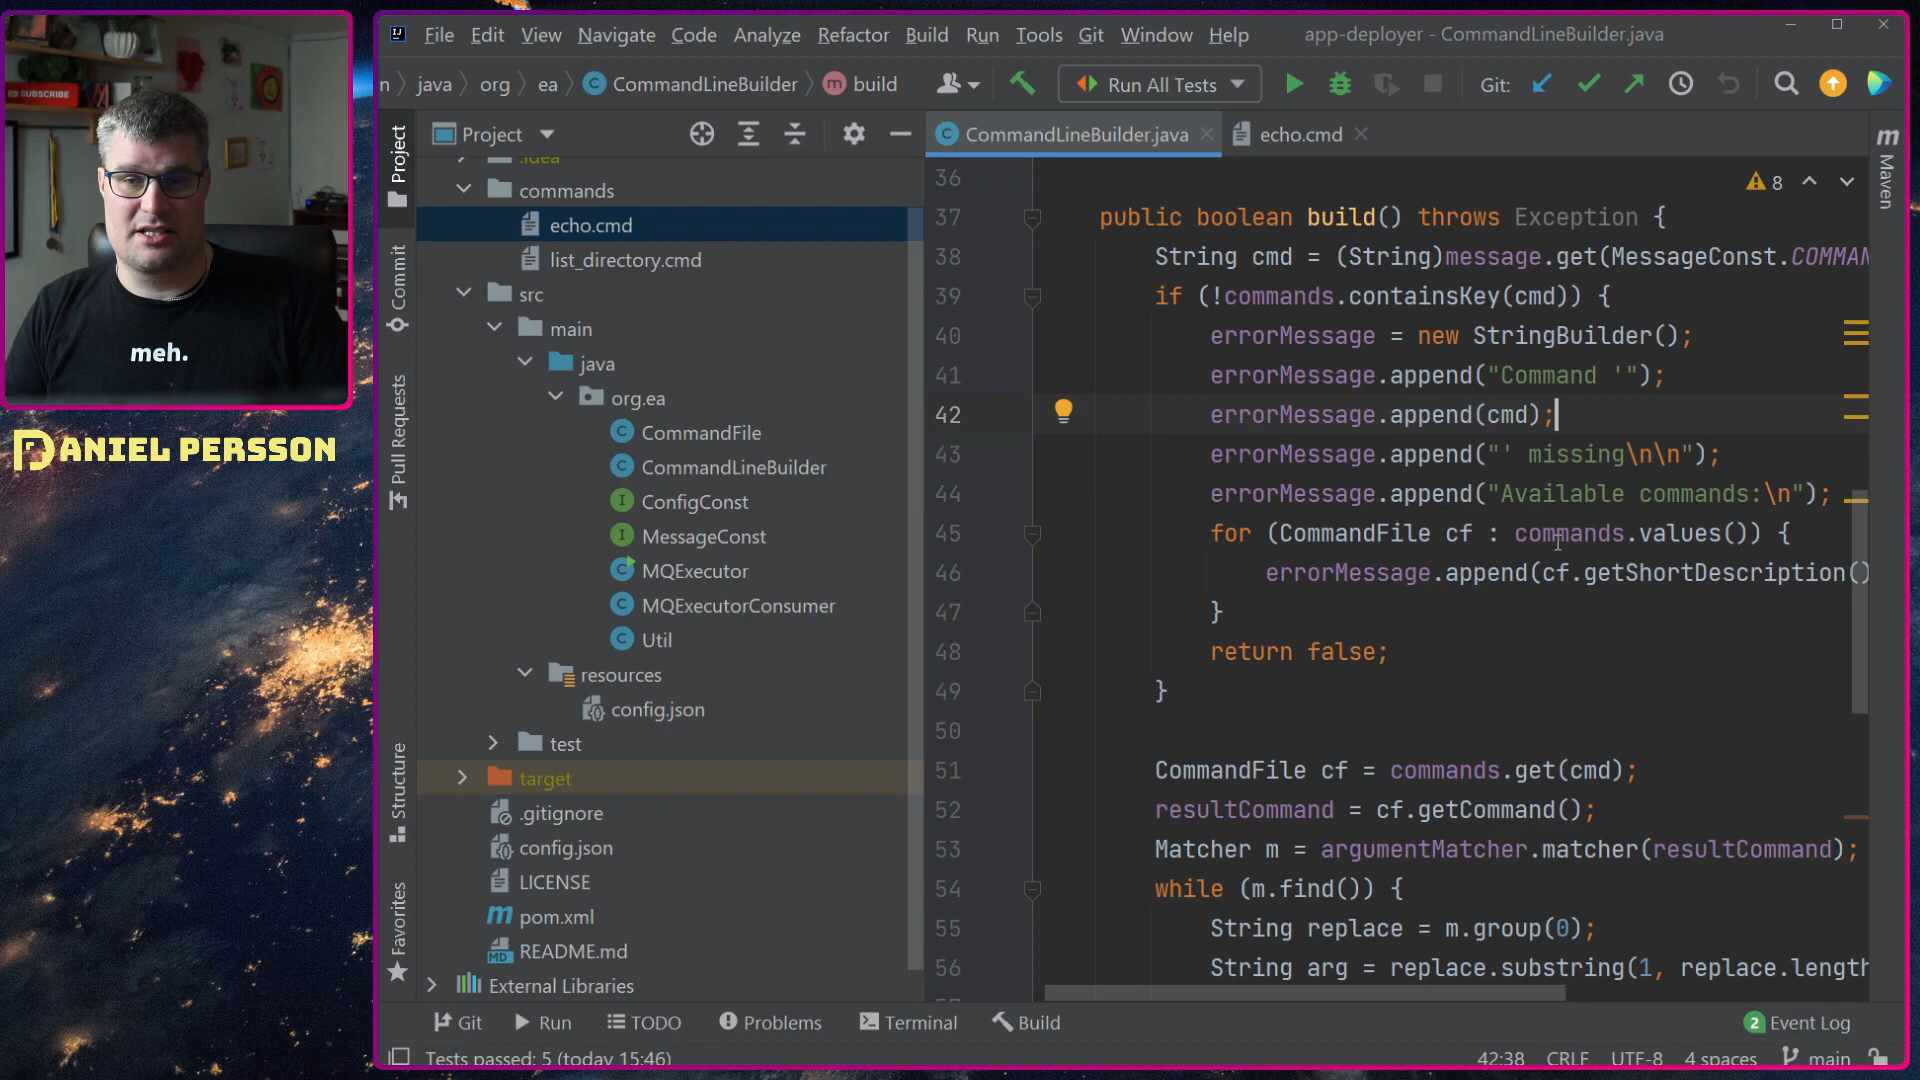 SUBSCRIBE
meh.
DANIEL PERSSON
File Edit View Navigate Code Analyze Refactor Build Run Tools Git Window Help app-deployer - CommandLineBuilder.java
n java org ea CommandLineBuilder build Run All Tests Git:
Project
CommandLineBuilder.java
echo.cmd
Project
Commit
Pull Requests
Structure
Favorites
.idea
commands
echo.cmd
list_directory.cmd
src
main
java
org.ea
CommandFile
CommandLineBuilder
ConfigConst
MessageConst
MQExecutor
MQExecutorConsumer
Util
resources
config.json
test
target
.gitignore
config.json
LICENSE
pom.xml
README.md
External Libraries
8
Maven
36
37 public boolean build() throws Exception {
38 String cmd = (String)message.get(MessageConst.COMMAN
39 if (!commands.containsKey(cmd)) {
40 errorMessage = new StringBuilder();
41 errorMessage.append("Command '");
42 errorMessage.append(cmd);
43 errorMessage.append("' missing\n\n");
44 errorMessage.append("Available commands:\n");
45 for (CommandFile cf : commands.values()) {
46 errorMessage.append(cf.getShortDescription()
47 }
48 return false;
49 }
50
51 CommandFile cf = commands.get(cmd);
52 resultCommand = cf.getCommand();
53 Matcher m = argumentMatcher.matcher(resultCommand);
54 while (m.find()) {
55 String replace = m.group(0);
56 String arg = replace.substring(1, replace.length
Git Run TODO Problems Terminal Build 2 Event Log
Tests passed: 5 (today 15:46) 42:38 CRLF UTF-8 4 spaces main